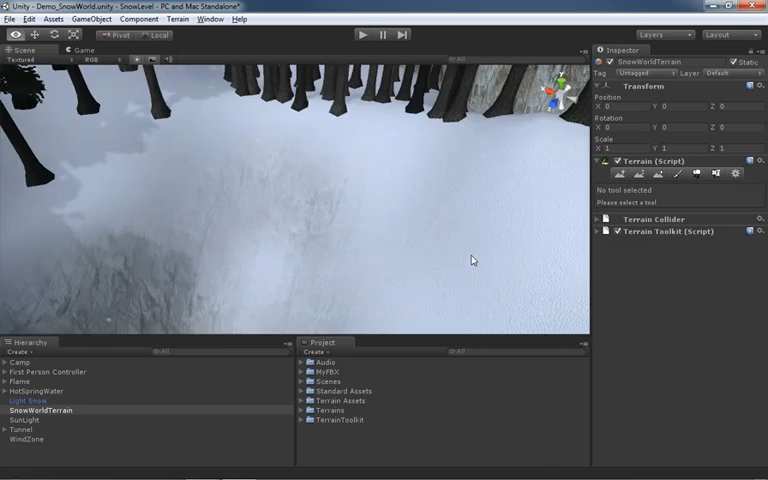 Unity - Demo_SnowWorld.unity - SnowLevel - PC and Mac Standalone*
File Edit Assets GameObject Component Terrain Window Help
Pivot Local Layers Layout
Scene Game
Textured RGB All
Inspector
SnowWorldTerrain Static
Tag Untagged Layer Default
Transform
Position
X 0 Y 0 Z 0
Rotation
X 0 Y 0 Z 0
Scale
X 1 Y 1 Z 1
Terrain (Script)
No tool selected
Please select a tool
Terrain Collider
Terrain Toolkit (Script)
Hierarchy
Create All
Camp
First Person Controller
Flame
HotSpringWater
Light Snow
SnowWorldTerrain
SunLight
Tunnel
WindZone
Project
Create All
Audio
MyFBX
Scenes
Standard Assets
Terrain Assets
Terrains
TerrainToolkit